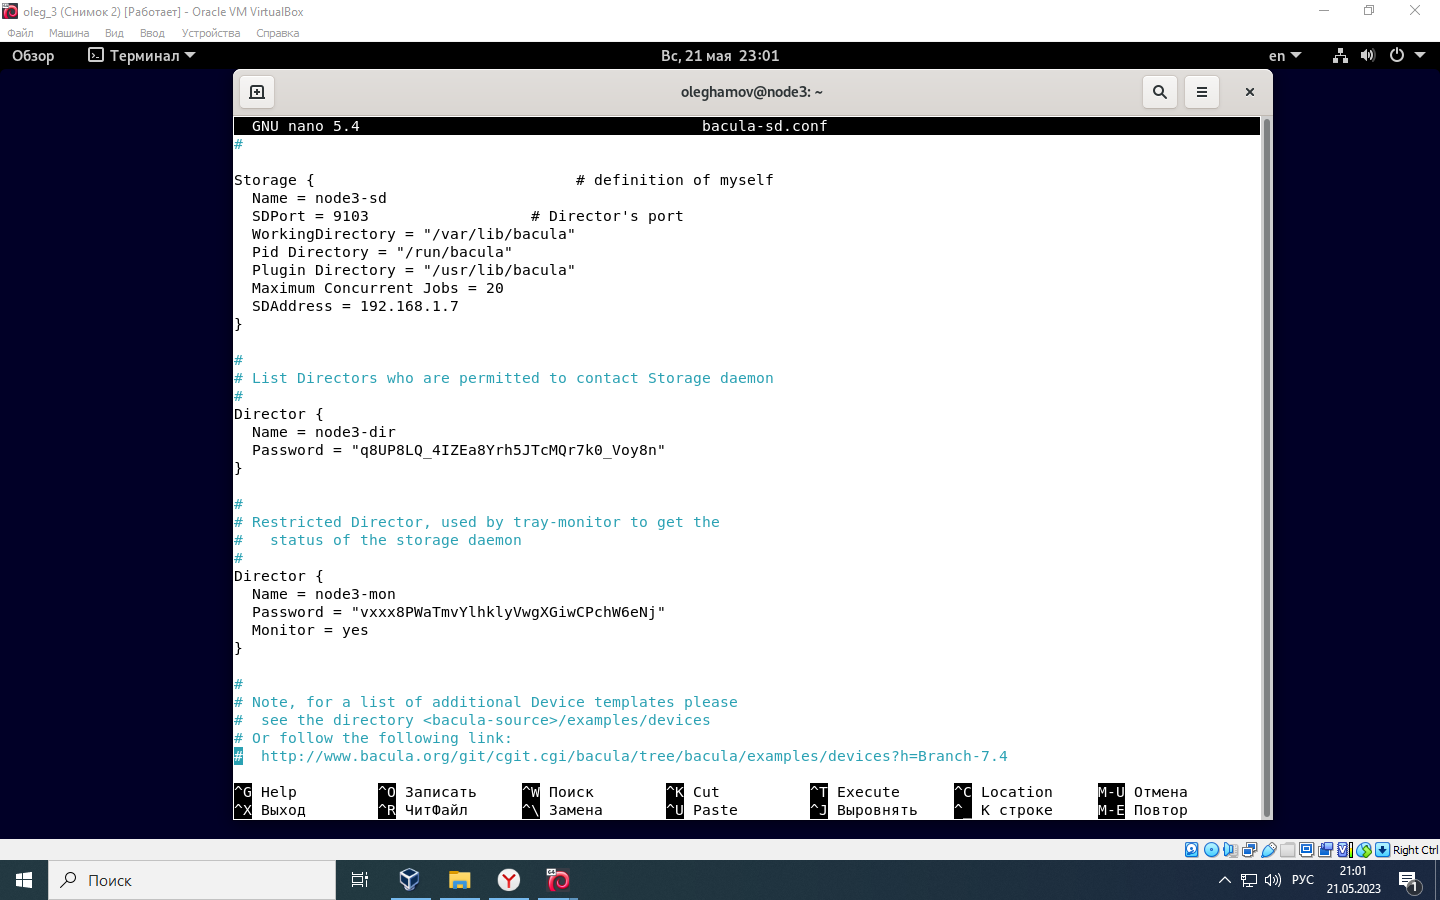 oleg_3 (Снимок 2) [Работает] - Oracle VM VirtualBox
Файл Машина Вид Ввод Устройства Справка
Обзор Терминал Вс, 21 мая 23:01 en
oleghamov@node3: ~
GNU nano 5.4 bacula-sd.conf
#
Storage { # definition of myself
Name = node3-sd
SDPort = 9103 # Director's port
WorkingDirectory = "/var/lib/bacula"
Pid Directory = "/run/bacula"
Plugin Directory = "/usr/lib/bacula"
Maximum Concurrent Jobs = 20
SDAddress = 192.168.1.7
}
#
# List Directors who are permitted to contact Storage daemon
#
Director {
Name = node3-dir
Password = "q8UP8LQ_4IZEa8Yrh5JTcMQr7k0_Voy8n"
}
#
# Restricted Director, used by tray-monitor to get the
# status of the storage daemon
#
Director {
Name = node3-mon
Password = "vxxx8PWaTmvYlhklyVwgXGiwCPchW6eNj"
Monitor = yes
}
#
# Note, for a list of additional Device templates please
# see the directory <bacula-source>/examples/devices
# Or follow the following link:
# http://www.bacula.org/git/cgit.cgi/bacula/tree/bacula/examples/devices?h=Branch-7.4
^G Help ^O Записать ^W Поиск ^K Cut ^T Execute ^C Location M-U Отмена
^X Выход ^R ЧитФайл ^\ Замена ^U Paste ^J Выровнять ^_ К строке M-E Повтор
Right Ctrl
Поиск РУС 21:01
21.05.2023
1